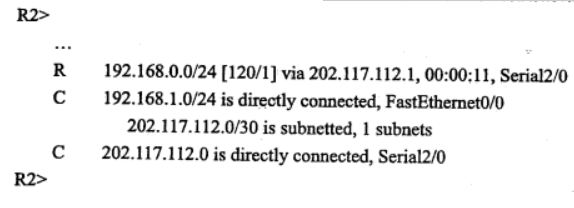 R2>
...
R 192.168.0.0/24 [120/1] via 202.117.112.1, 00:00:11, Serial2/0
C 192.168.1.0/24 is directly connected, FastEthernet0/0
202.117.112.0/30 is subnetted, 1 subnets
C 202.117.112.0 is directly connected, Serial2/0
R2>